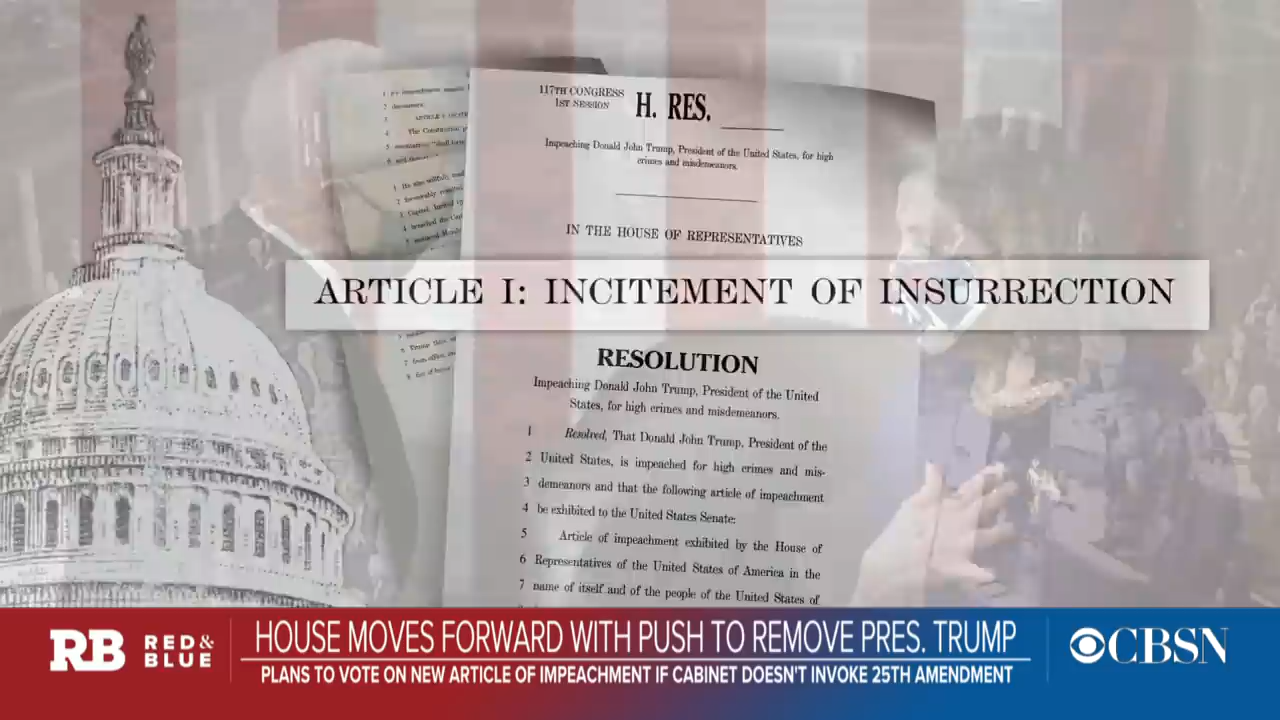 117TH CONGRESS
1ST SESSION
H. RES.
Impeaching Donald John Trump, President of the United States, for high
crimes and misdemeanors.
IN THE HOUSE OF REPRESENTATIVES
ARTICLE I: INCITEMENT OF INSURRECTION
RESOLUTION
Impeaching Donald John Trump, President of the United
States, for high crimes and misdemeanors.
1 Resolved, That Donald John Trump, President of the
2 United States, is impeached for high crimes and mis-
3 demeanors and that the following article of impeachment
4 be exhibited to the United States Senate:
5 Article of impeachment exhibited by the House of
6 Representatives of the United States of America in the
7 name of itself and of the people of the United States of
RB RED &
BLUE
HOUSE MOVES FORWARD WITH PUSH TO REMOVE PRES. TRUMP
PLANS TO VOTE ON NEW ARTICLE OF IMPEACHMENT IF CABINET DOESN'T INVOKE 25TH AMENDMENT
CBSN